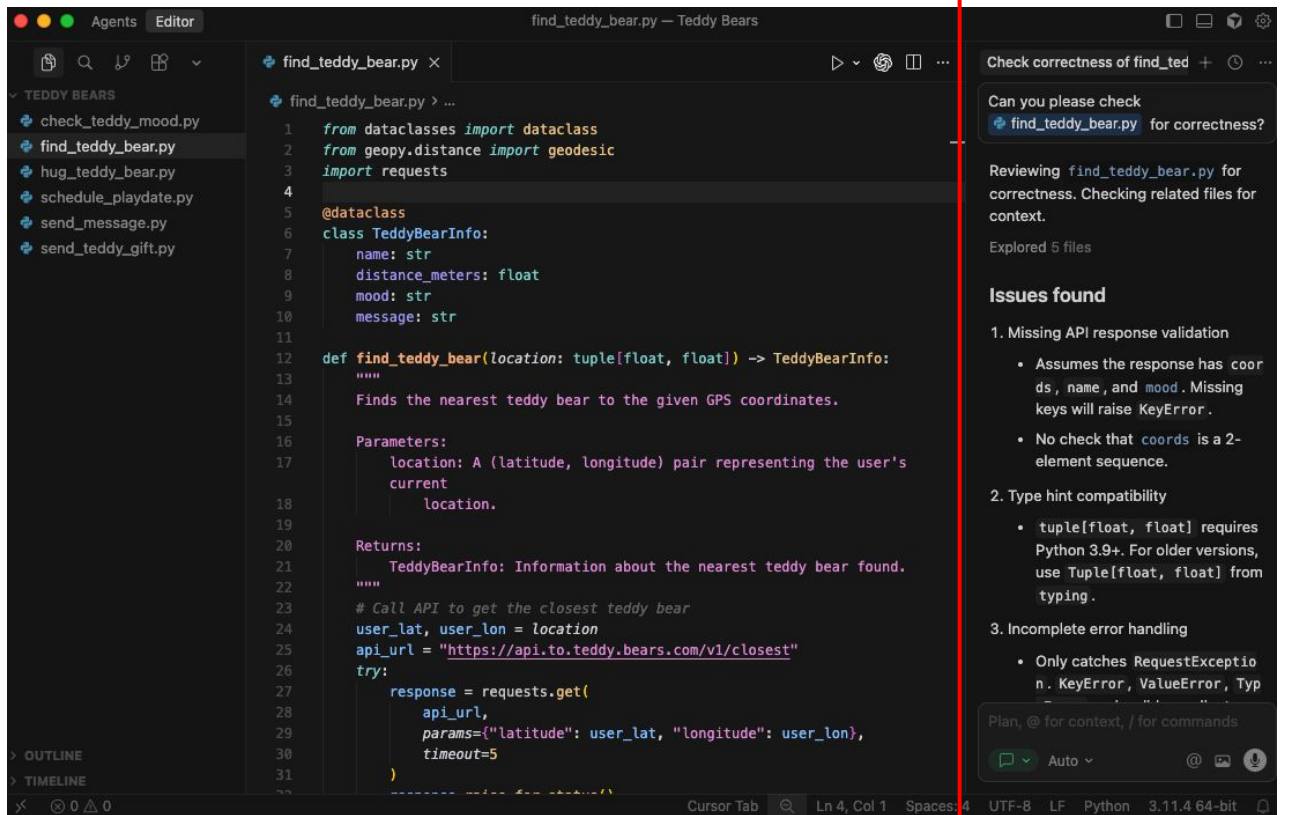 Agents Editor
find_teddy_bear.py — Teddy Bears
TEDDY BEARS
check_teddy_mood.py
find_teddy_bear.py
hug_teddy_bear.py
schedule_playdate.py
send_message.py
send_teddy_gift.py
OUTLINE
TIMELINE
find_teddy_bear.py ×
find_teddy_bear.py > ...
1 from dataclasses import dataclass
2 from geopy.distance import geodesic
3 import requests
4
5 @dataclass
6 class TeddyBearInfo:
7 name: str
8 distance_meters: float
9 mood: str
10 message: str
11
12 def find_teddy_bear(location: tuple[float, float]) -> TeddyBearInfo:
13 """
14 Finds the nearest teddy bear to the given GPS coordinates.
15
16 Parameters:
17 location: A (latitude, longitude) pair representing the user's
current
18 location.
19
20 Returns:
21 TeddyBearInfo: Information about the nearest teddy bear found.
22 """
23 # Call API to get the closest teddy bear
24 user_lat, user_lon = location
25 api_url = "https://api.to.teddy.bears.com/v1/closest"
26 try:
27 response = requests.get(
28 api_url,
29 params={"latitude": user_lat, "longitude": user_lon},
30 timeout=5
31 )
Check correctness of find_ted
Can you please check
find_teddy_bear.py for correctness?
Reviewing find_teddy_bear.py for
correctness. Checking related files for
context.
Explored 5 files
Issues found
1. Missing API response validation
• Assumes the response has coor
ds, name, and mood. Missing
keys will raise KeyError.
• No check that coords is a 2-
element sequence.
2. Type hint compatibility
• tuple[float, float] requires
Python 3.9+. For older versions,
use Tuple[float, float] from
typing.
3. Incomplete error handling
• Only catches RequestExceptio
n. KeyError, ValueError, Typ
Plan, @ for context, / for commands
Auto
@
0 0
Cursor Tab Ln 4, Col 1 Spaces: 4 UTF-8 LF Python 3.11.4 64-bit